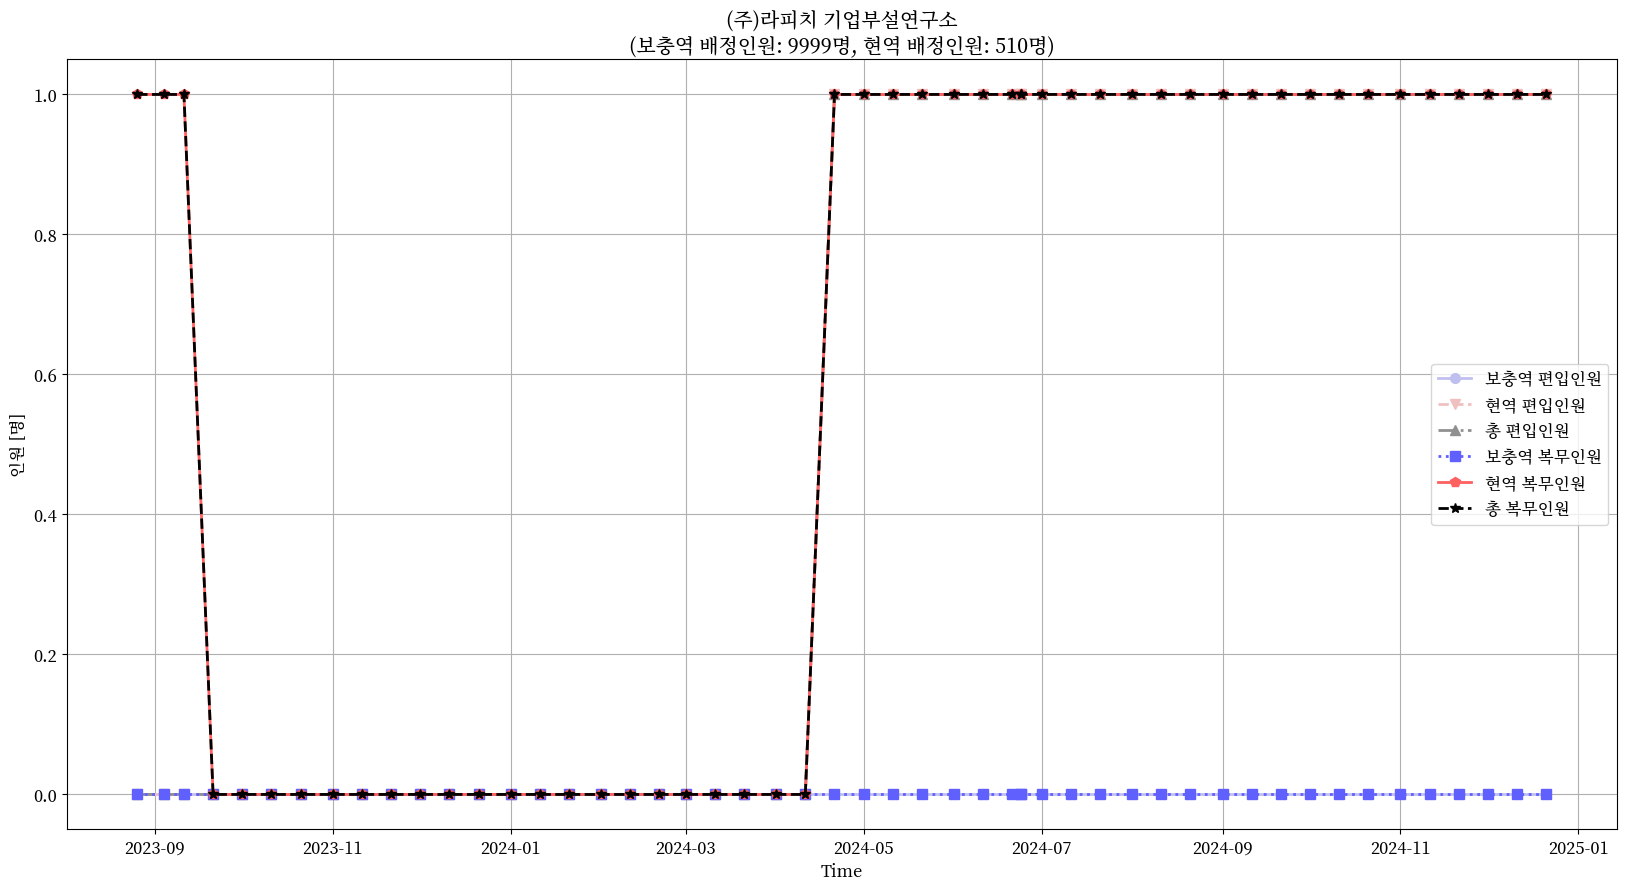 (주)라피치 기업부설연구소
(보충역 배정인원: 9999명, 현역 배정인원: 510명)
1.0
0.8
0.6
0.4
0.2
0.0
인원 [명]
보충역 편입인원
현역 편입인원
총 편입인원
보충역 복무인원
현역 복무인원
총 복무인원
2023-09
2023-11
2024-01
2024-03
2024-05
2024-07
2024-09
2024-11
2025-01
Time